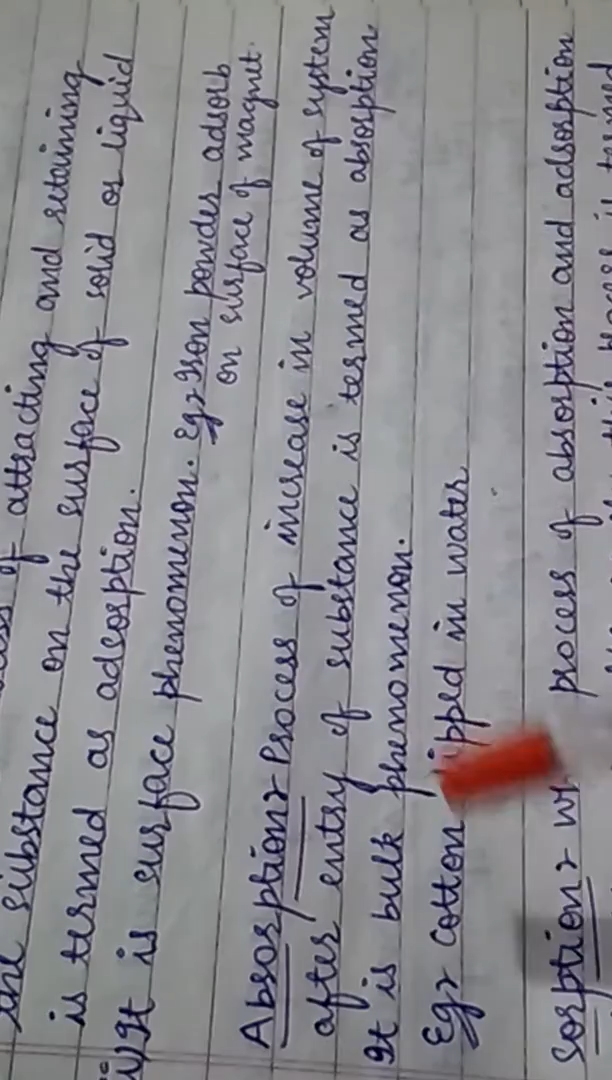 of attracting and retaining
the substance on the surface of solid or liquid
is termed as adsorption.
ii) It is surface phenomenon. Eg→ Iron powder adsorb
on surface of magnet.
Absorption→ Process of increase in volume of system
after entry of substance is termed as absorption
It is bulk phenomenon.
Eg→ Cotton ipped in water.
Sorption→ process of absorption and adsorption